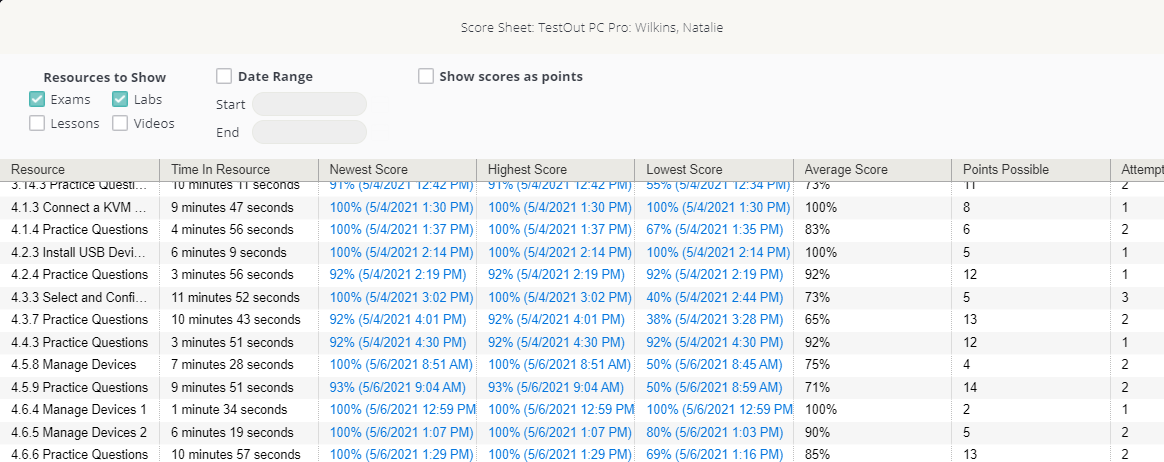 Score Sheet: TestOut PC Pro: Wilkins, Natalie
Resources to Show
Exams Labs
Lessons Videos
Date Range
Start
End
Show scores as points
Resource Time In Resource Newest Score Highest Score Lowest Score Average Score Points Possible Attempt
3.14.3 Practice Questi... 10 minutes 11 seconds 91% (5/4/2021 12:42 PM) 91% (5/4/2021 12:42 PM) 55% (5/4/2021 12:34 PM) 73% 11 2
4.1.3 Connect a KVM ... 9 minutes 47 seconds 100% (5/4/2021 1:30 PM) 100% (5/4/2021 1:30 PM) 100% (5/4/2021 1:30 PM) 100% 8 1
4.1.4 Practice Questions 4 minutes 56 seconds 100% (5/4/2021 1:37 PM) 100% (5/4/2021 1:37 PM) 67% (5/4/2021 1:35 PM) 83% 6 2
4.2.3 Install USB Devi... 6 minutes 9 seconds 100% (5/4/2021 2:14 PM) 100% (5/4/2021 2:14 PM) 100% (5/4/2021 2:14 PM) 100% 5 1
4.2.4 Practice Questions 3 minutes 56 seconds 92% (5/4/2021 2:19 PM) 92% (5/4/2021 2:19 PM) 92% (5/4/2021 2:19 PM) 92% 12 1
4.3.3 Select and Confi... 11 minutes 52 seconds 100% (5/4/2021 3:02 PM) 100% (5/4/2021 3:02 PM) 40% (5/4/2021 2:44 PM) 73% 5 3
4.3.7 Practice Questions 10 minutes 43 seconds 92% (5/4/2021 4:01 PM) 92% (5/4/2021 4:01 PM) 38% (5/4/2021 3:28 PM) 65% 13 2
4.4.3 Practice Questions 3 minutes 51 seconds 92% (5/4/2021 4:30 PM) 92% (5/4/2021 4:30 PM) 92% (5/4/2021 4:30 PM) 92% 12 1
4.5.8 Manage Devices 7 minutes 28 seconds 100% (5/6/2021 8:51 AM) 100% (5/6/2021 8:51 AM) 50% (5/6/2021 8:45 AM) 75% 4 2
4.5.9 Practice Questions 9 minutes 51 seconds 93% (5/6/2021 9:04 AM) 93% (5/6/2021 9:04 AM) 50% (5/6/2021 8:59 AM) 71% 14 2
4.6.4 Manage Devices 1 1 minute 34 seconds 100% (5/6/2021 12:59 PM 100% (5/6/2021 12:59 PM 100% (5/6/2021 12:59 PM 100% 2 1
4.6.5 Manage Devices 2 6 minutes 19 seconds 100% (5/6/2021 1:07 PM) 100% (5/6/2021 1:07 PM) 80% (5/6/2021 1:03 PM) 90% 5 2
4.6.6 Practice Questions 10 minutes 57 seconds 100% (5/6/2021 1:29 PM) 100% (5/6/2021 1:29 PM) 69% (5/6/2021 1:16 PM) 85% 13 2